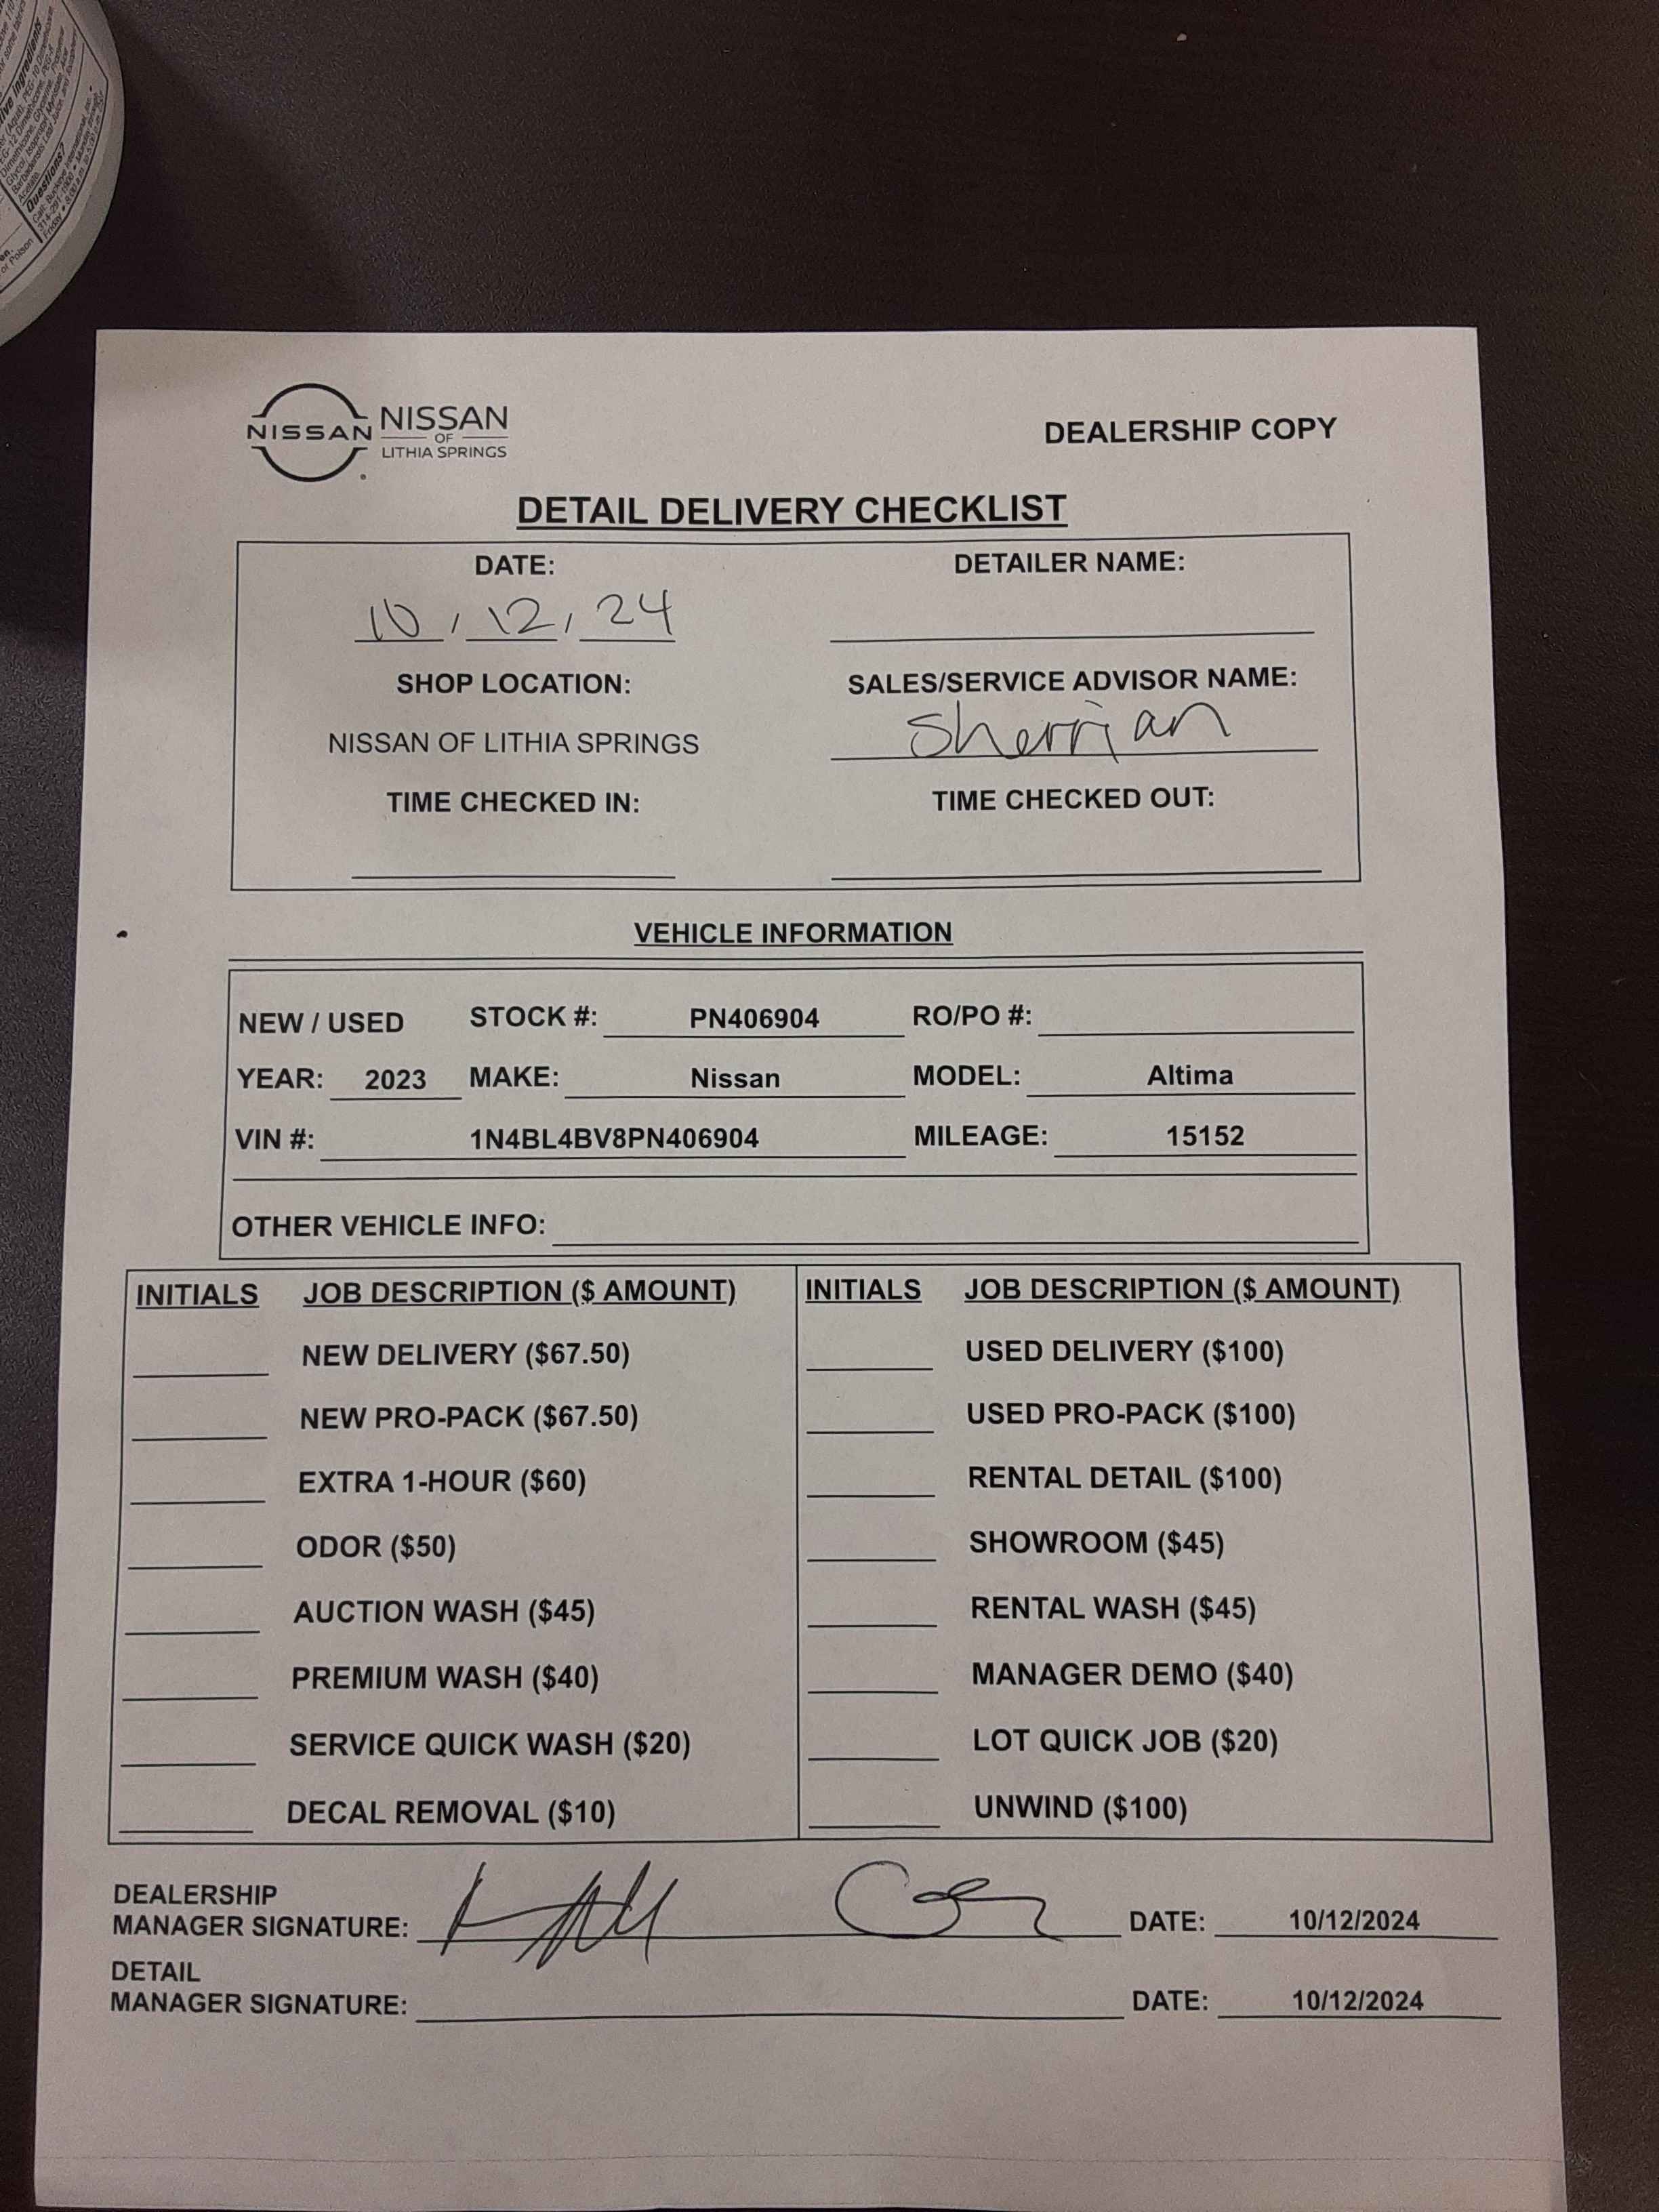 Questions?
NISSAN
NISSAN
OF
LITHIA SPRINGS
DEALERSHIP COPY
DETAIL DELIVERY CHECKLIST
DATE: DETAILER NAME:
10, 12, 24
SHOP LOCATION: SALES/SERVICE ADVISOR NAME:
NISSAN OF LITHIA SPRINGS Sherrian
TIME CHECKED IN: TIME CHECKED OUT:
VEHICLE INFORMATION
NEW / USED STOCK #: PN406904 RO/PO #:
YEAR: 2023 MAKE: Nissan MODEL: Altima
VIN #: 1N4BL4BV8PN406904 MILEAGE: 15152
OTHER VEHICLE INFO:
INITIALS JOB DESCRIPTION ($ AMOUNT) INITIALS JOB DESCRIPTION ($ AMOUNT)
NEW DELIVERY ($67.50) USED DELIVERY ($100)
NEW PRO-PACK ($67.50) USED PRO-PACK ($100)
EXTRA 1-HOUR ($60) RENTAL DETAIL ($100)
ODOR ($50) SHOWROOM ($45)
AUCTION WASH ($45) RENTAL WASH ($45)
PREMIUM WASH ($40) MANAGER DEMO ($40)
SERVICE QUICK WASH ($20) LOT QUICK JOB ($20)
DECAL REMOVAL ($10) UNWIND ($100)
DEALERSHIP
MANAGER SIGNATURE: DATE: 10/12/2024
DETAIL
MANAGER SIGNATURE: DATE: 10/12/2024